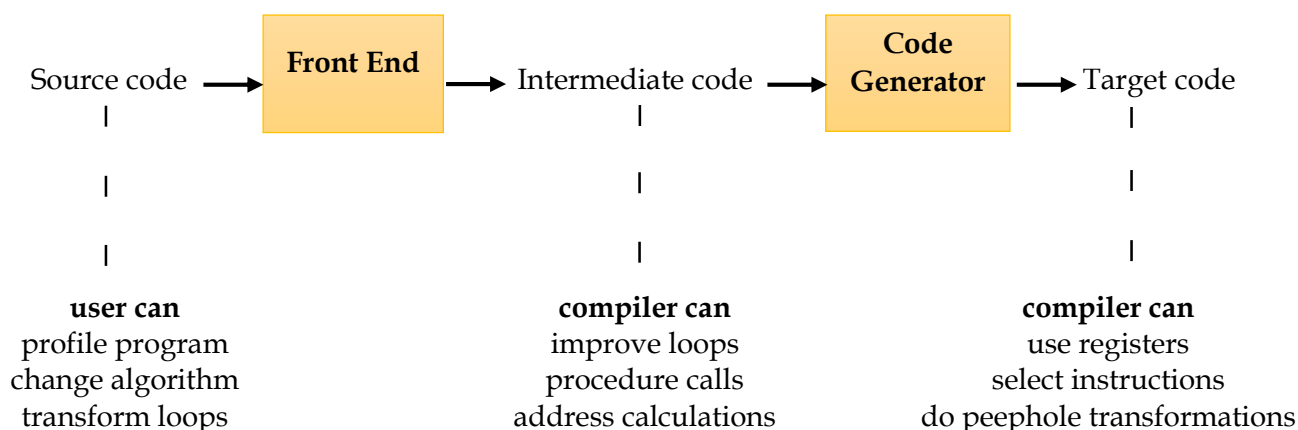 Source code
Front End
Intermediate code
Code
Generator
Target code
user can
profile program
change algorithm
transform loops
compiler can
improve loops
procedure calls
address calculations
compiler can
use registers
select instructions
do peephole transformations